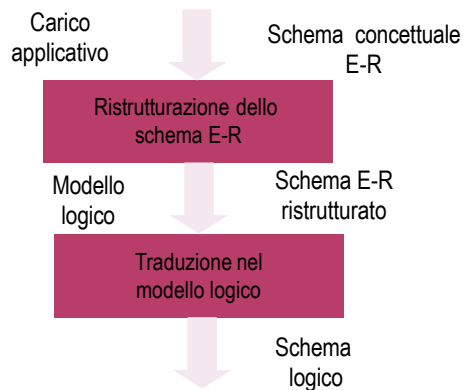 Carico
applicativo
Schema concettuale
E-R
Ristrutturazione dello
schema E-R
Modello
logico
Schema E-R
ristrutturato
Traduzione nel
modello logico
Schema
logico